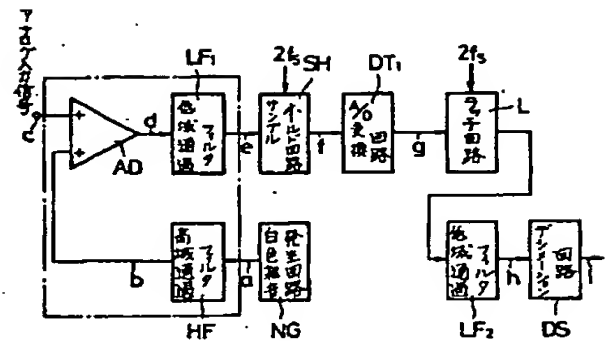 アナログ入力信号
c
d
AD
b
LF₁
低域通過フィルタ
e
2fs
SH
サンプルホールド回路
f
DT₁
A/D変換回路
g
2fs
L
ラッチ回路
高域通過フィルタ
HF
a
白色雑音発生回路
NG
低域通過フィルタ
LF₂
h
デシメーション回路
DS